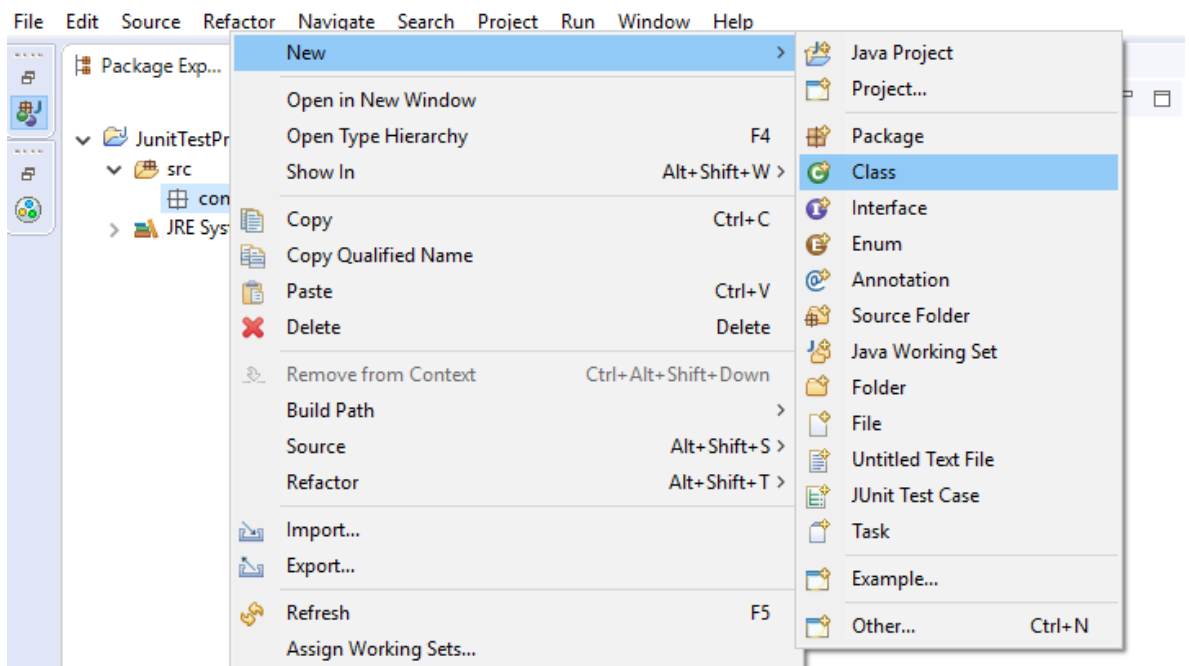 File Edit Source Refactor Navigate Search Project Run Window Help
Package Exp...
JunitTestPr
src
com
JRE Sys
New
Open in New Window
Open Type Hierarchy F4
Show In Alt+Shift+W >
Copy Ctrl+C
Copy Qualified Name
Paste Ctrl+V
Delete Delete
Remove from Context Ctrl+Alt+Shift+Down
Build Path >
Source Alt+Shift+S >
Refactor Alt+Shift+T >
Import...
Export...
Refresh F5
Assign Working Sets...
Java Project
Project...
Package
Class
Interface
Enum
Annotation
Source Folder
Java Working Set
Folder
File
Untitled Text File
JUnit Test Case
Task
Example...
Other... Ctrl+N